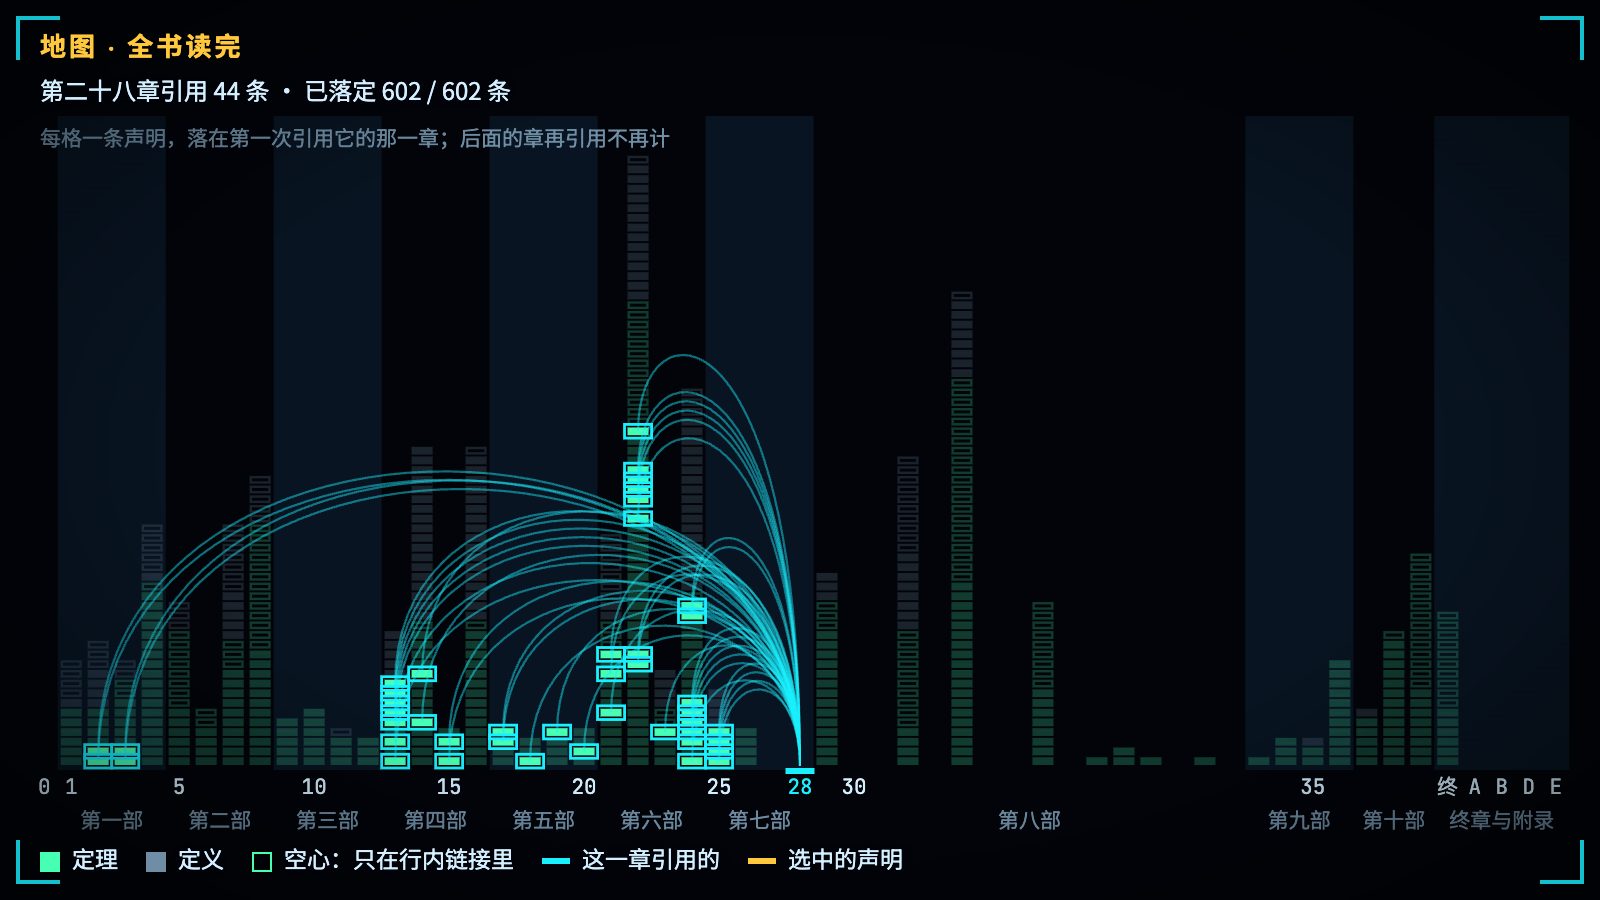 地图 · 全书读完
第二十八章引用 44 条 · 已落定 602 / 602 条
每格一条声明，落在第一次引用它的那一章；后面的章再引用不再计
0 1 5 10 15 20 25 28 30 35 终 A B D E
第一部 第二部 第三部 第四部 第五部 第六部 第七部 第八部 第九部 第十部 终章与附录
定理 定义 空心：只在行内链接里 这一章引用的 选中的声明